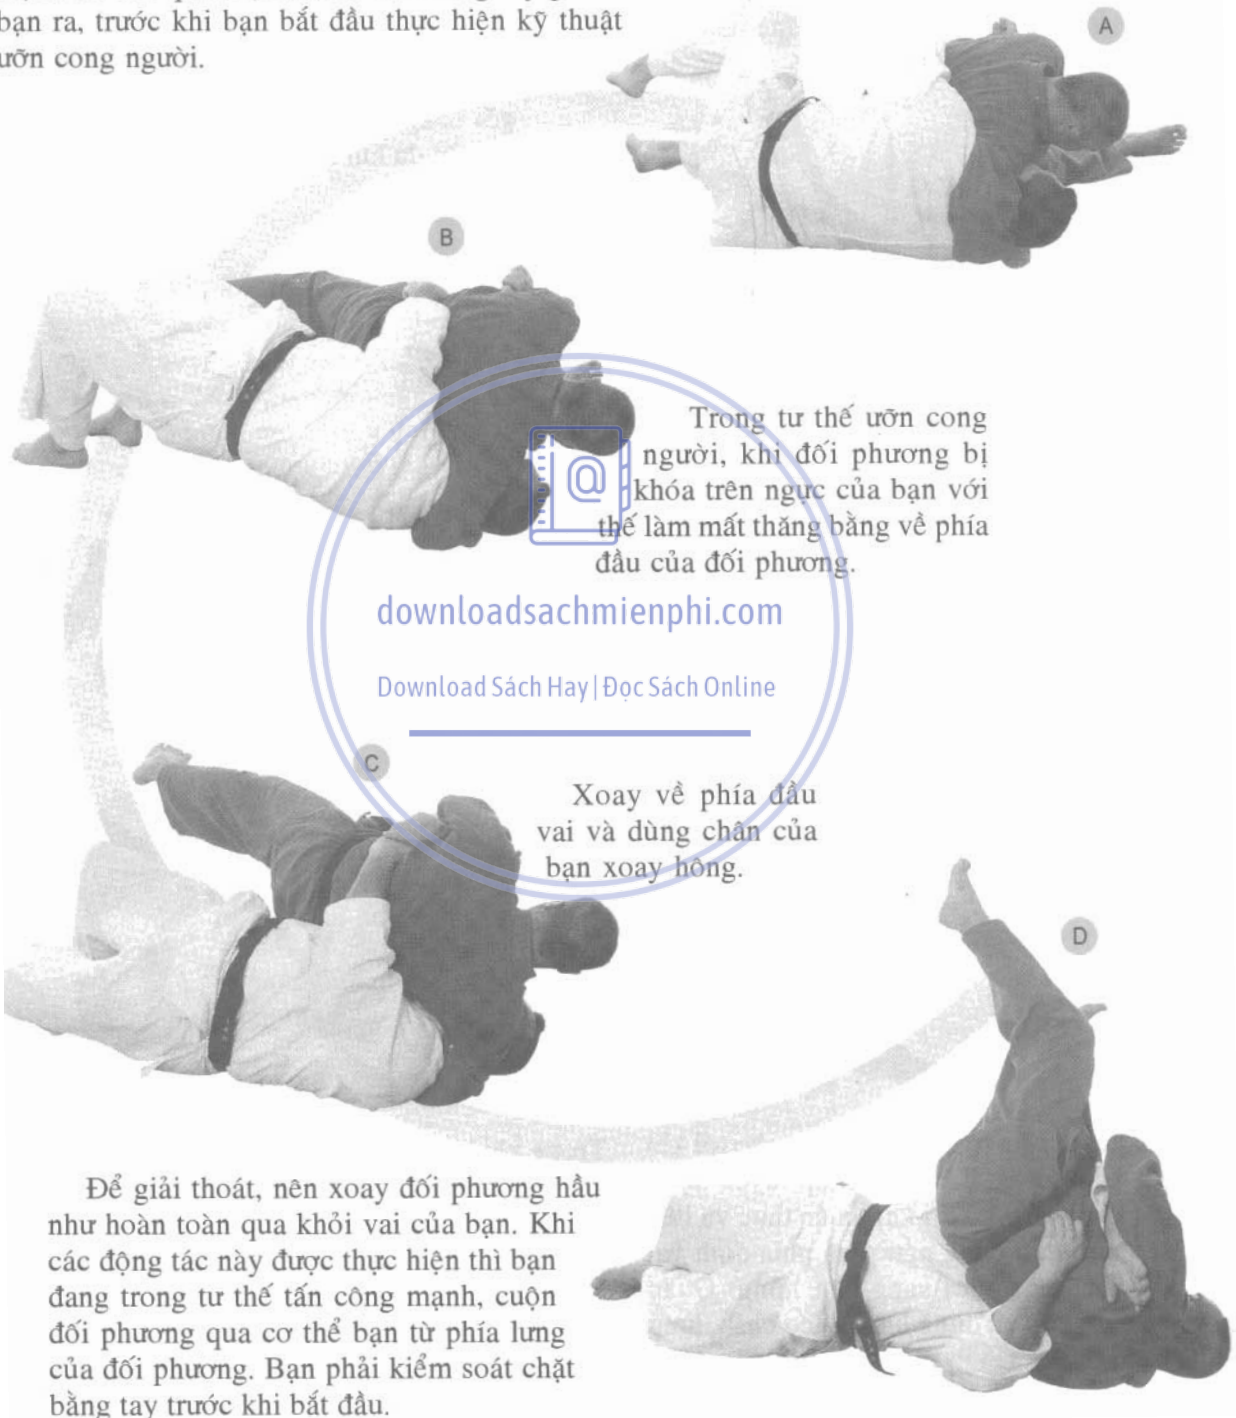 bạn ra, trước khi bạn bắt đầu thực hiện kỹ thuật
ưỡn cong người.
A
B
Trong tư thế ưỡn cong
người, khi đối phương bị
khóa trên ngực của bạn với
thế làm mất thăng bằng về phía
đầu của đối phương.
@
downloadsachmienphi.com
Download Sách Hay | Đọc Sách Online
C
Xoay về phía đầu
vai và dùng chân của
bạn xoay hông.
D
Để giải thoát, nên xoay đối phương hầu
như hoàn toàn qua khỏi vai của bạn. Khi
các động tác này được thực hiện thì bạn
đang trong tư thế tấn công mạnh, cuộn
đối phương qua cơ thể bạn từ phía lưng
của đối phương. Bạn phải kiểm soát chặt
bằng tay trước khi bắt đầu.